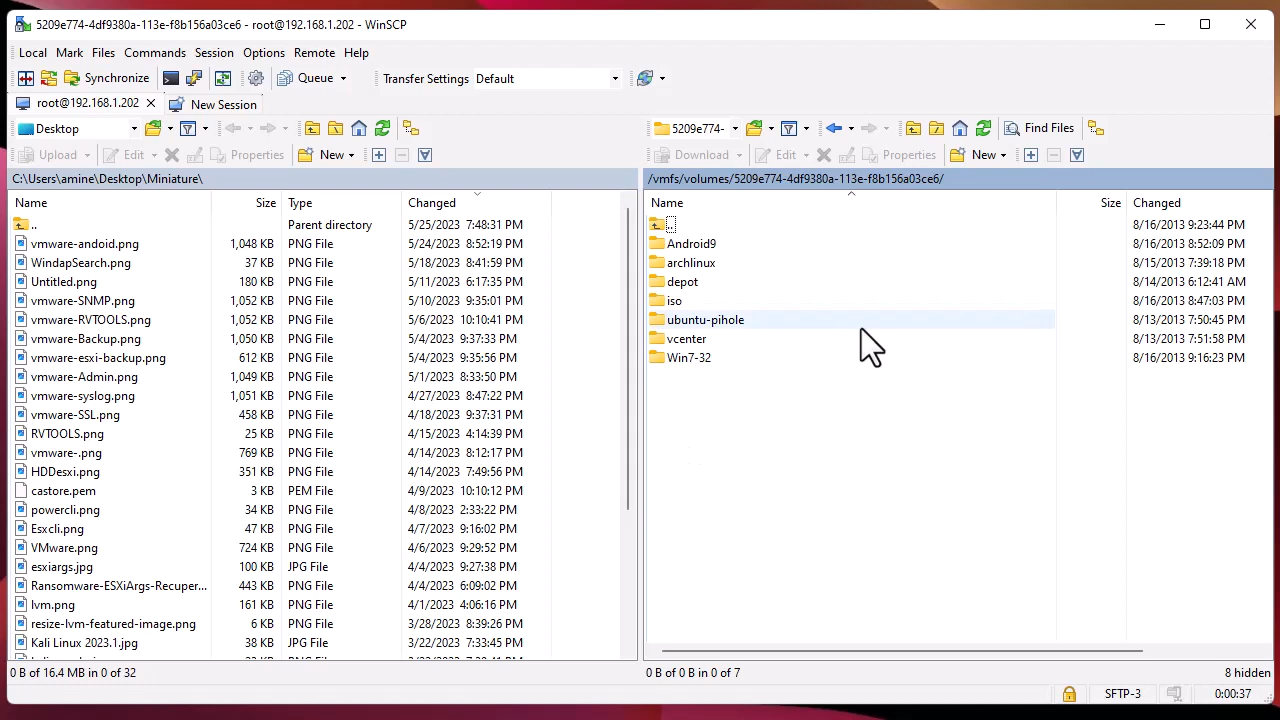 5209e774-4df9380a-113e-f8b156a03ce6 - root@192.168.1.202 - WinSCP
Local Mark Files Commands Session Options Remote Help
Synchronize Queue Transfer Settings Default
root@192.168.1.202 New Session
Desktop
Upload Edit Properties New
C:\Users\amine\Desktop\Miniature\
Name Size Type Changed
.. Parent directory 5/25/2023 7:48:31 PM
vmware-andoid.png 1,048 KB PNG File 5/24/2023 8:52:19 PM
WindapSearch.png 37 KB PNG File 5/18/2023 8:41:59 PM
Untitled.png 180 KB PNG File 5/11/2023 6:17:35 PM
vmware-SNMP.png 1,052 KB PNG File 5/10/2023 9:35:01 PM
vmware-RVTOOLS.png 1,052 KB PNG File 5/6/2023 10:10:41 PM
vmware-Backup.png 1,050 KB PNG File 5/4/2023 9:37:33 PM
vmware-esxi-backup.png 612 KB PNG File 5/4/2023 9:35:56 PM
vmware-Admin.png 1,049 KB PNG File 5/1/2023 8:33:50 PM
vmware-syslog.png 1,051 KB PNG File 4/27/2023 8:47:22 PM
vmware-SSL.png 458 KB PNG File 4/18/2023 9:37:31 PM
RVTOOLS.png 25 KB PNG File 4/15/2023 4:14:39 PM
vmware-.png 769 KB PNG File 4/14/2023 8:12:17 PM
HDDesxi.png 351 KB PNG File 4/14/2023 7:49:56 PM
castore.pem 3 KB PEM File 4/9/2023 10:10:12 PM
powercli.png 34 KB PNG File 4/8/2023 2:33:22 PM
Esxcli.png 47 KB PNG File 4/7/2023 9:16:02 PM
VMware.png 724 KB PNG File 4/6/2023 9:29:52 PM
esxiargs.jpg 100 KB JPG File 4/4/2023 9:27:38 PM
Ransomware-ESXiArgs-Recuper... 443 KB PNG File 4/4/2023 6:09:02 PM
lvm.png 161 KB PNG File 4/1/2023 4:06:16 PM
resize-lvm-featured-image.png 6 KB PNG File 3/28/2023 8:39:26 PM
Kali Linux 2023.1.jpg 38 KB JPG File 3/22/2023 7:33:45 PM
0 B of 16.4 MB in 0 of 32
5209e774-
Find Files
Download Edit Properties New
/vmfs/volumes/5209e774-4df9380a-113e-f8b156a03ce6/
Name Size Changed
.. 8/16/2013 9:23:44 PM
Android9 8/16/2013 8:52:09 PM
archlinux 8/15/2013 7:39:18 PM
depot 8/14/2013 6:12:41 AM
iso 8/16/2013 8:47:03 PM
ubuntu-pihole 8/13/2013 7:50:45 PM
vcenter 8/13/2013 7:51:58 PM
Win7-32 8/16/2013 9:16:23 PM
0 B of 0 B in 0 of 7
8 hidden
SFTP-3 0:00:37